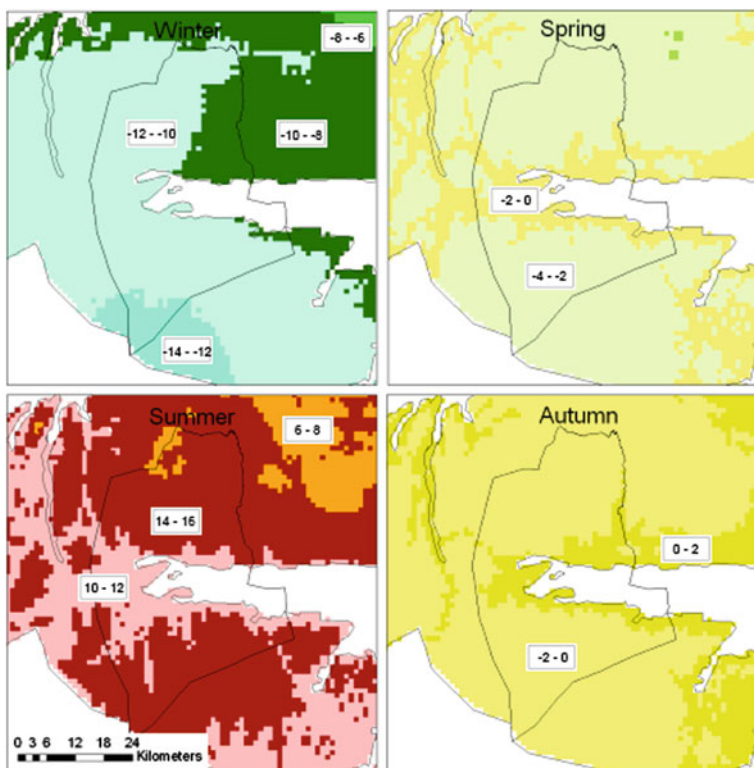 Winter
-8 - -6
-12 - -10
-10 - -8
-14 - -12
Spring
-2 - 0
-4 - -2
Summer
6 - 8
14 - 16
10 - 12
0 3 6 12 18 24
Kilometers
Autumn
0 - 2
-2 - 0